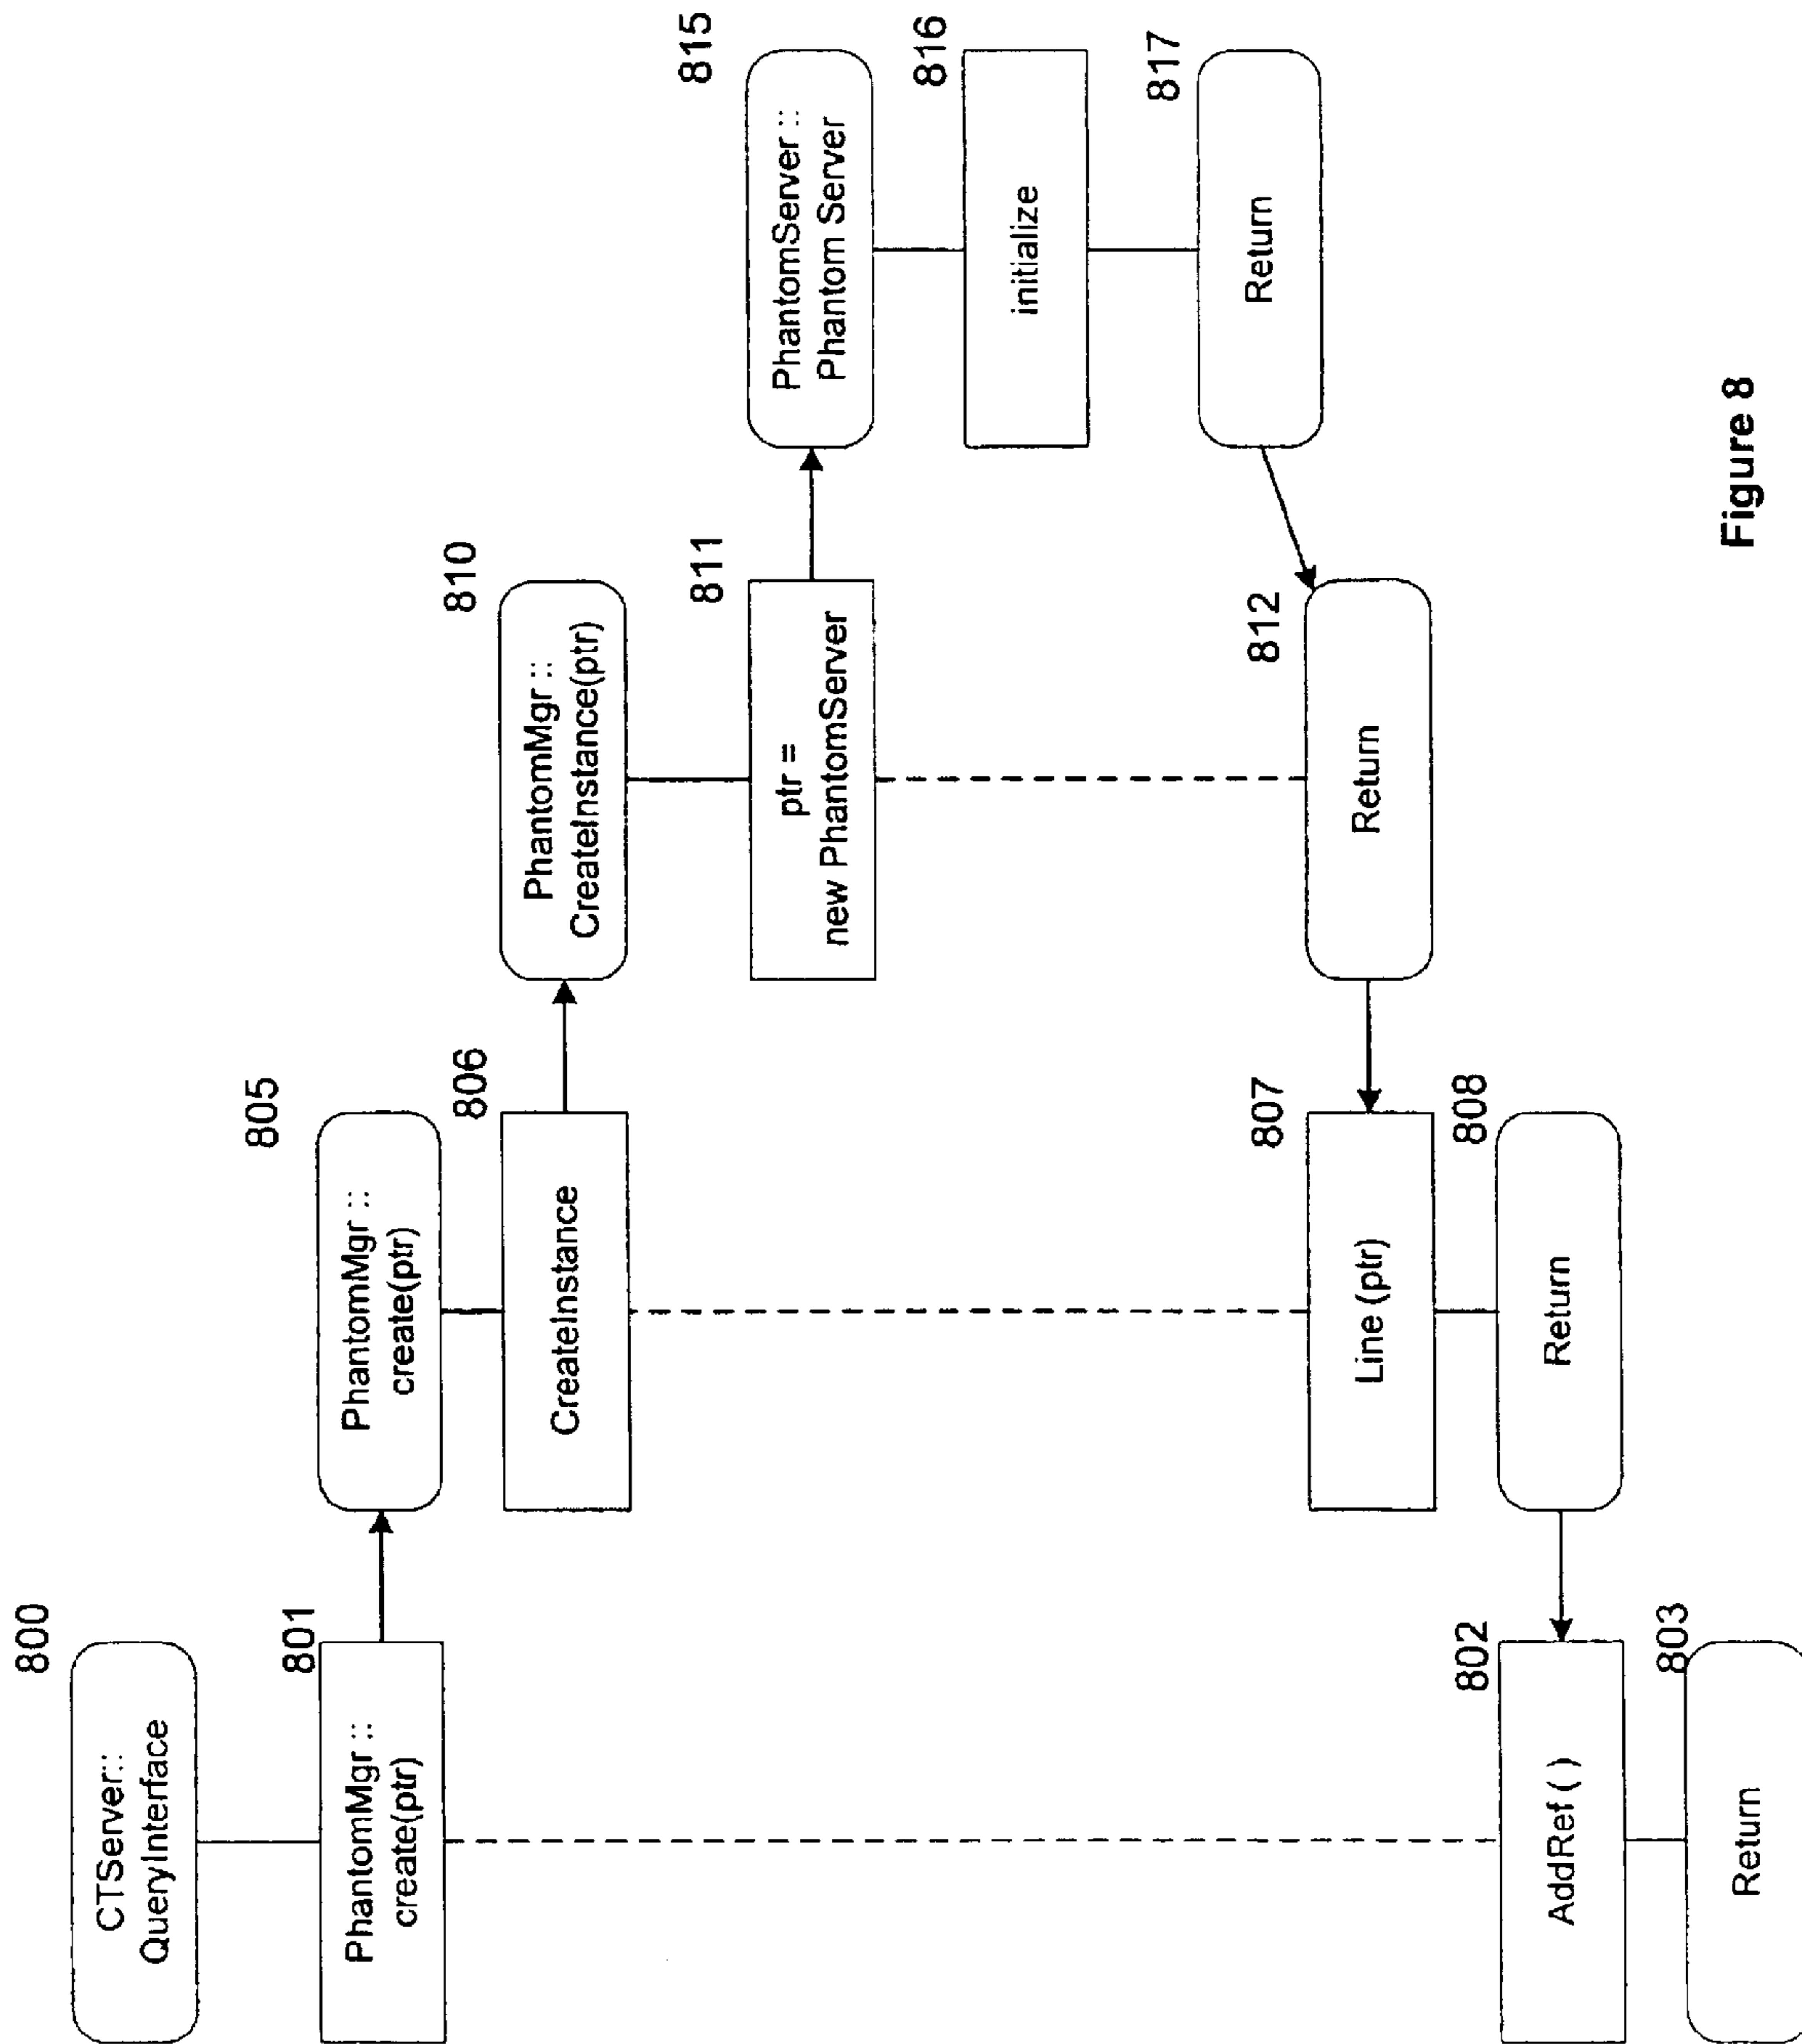 800
CTServer::
QueryInterface
801
PhantomMgr ::
create(ptr)
802
AddRef ( )
803
Return
805
PhantomMgr ::
create(ptr)
806
CreateInstance
807
Line (ptr)
808
Return
810
PhantomMgr ::
CreateInstance(ptr)
811
ptr =
new PhantomServer
812
Return
815
PhantomServer ::
Phantom Server
816
initialize
817
Return
Figure 8